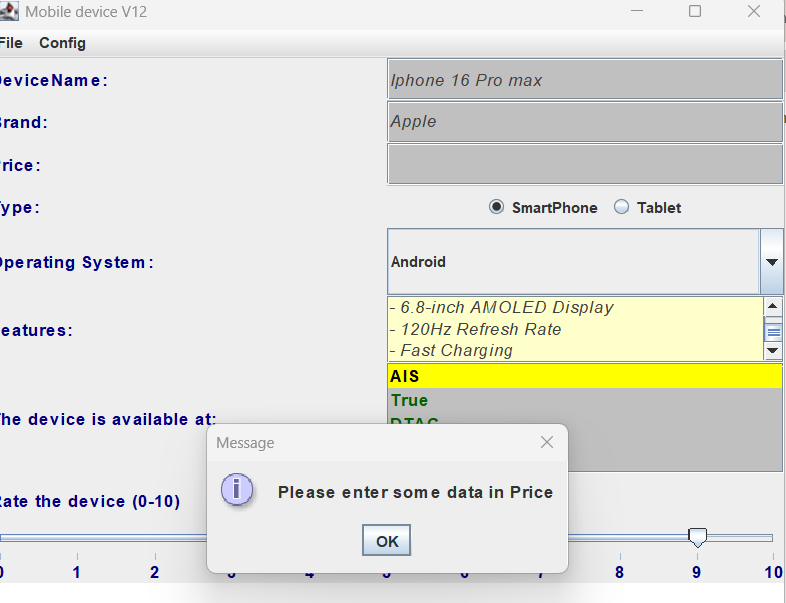 Mobile device V12
File Config
DeviceName:
Iphone 16 Pro max
Brand:
Apple
Price:
Type:
SmartPhone Tablet
Operating System:
Android
- 6.8-inch AMOLED Display
Features:
- 120Hz Refresh Rate
- Fast Charging
AIS
True
The device is available at:
DTAC
Message
Please enter some data in Price
Rate the device (0-10)
OK
0 1 2 3 4 5 6 7 8 9 10